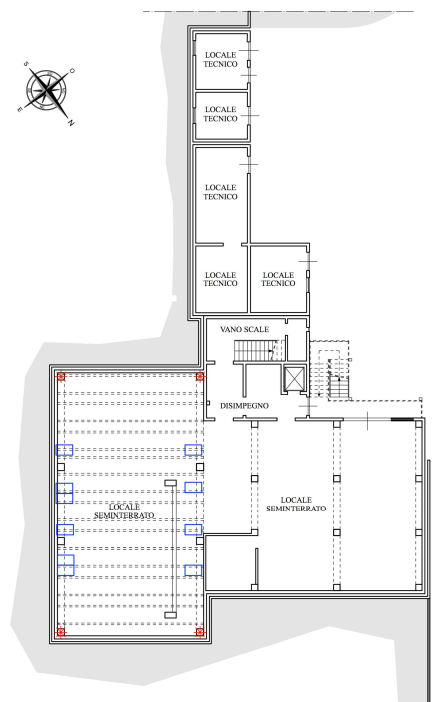 LOCALE
TECNICO
LOCALE
TECNICO
LOCALE
TECNICO
LOCALE
TECNICO
LOCALE
TECNICO
S
O
E
N
VANO SCALE
DISIMPEGNO
LOCALE
SEMINTERRATO
LOCALE
SEMINTERRATO